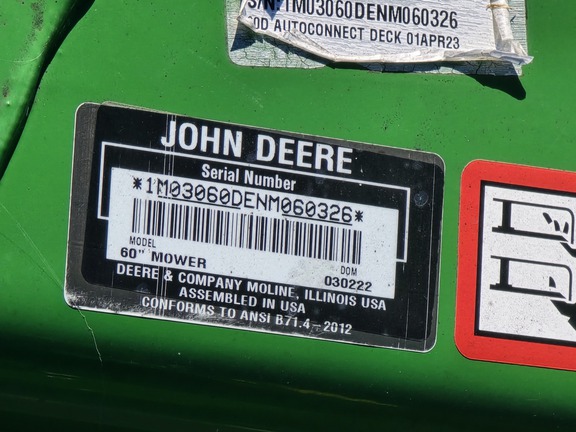 S/N:1M03060DENM060326
60D AUTOCONNECT DECK 01APR23
JOHN DEERE
Serial Number
*1M03060DENM060326*
MODEL
60" MOWER
DOM
030222
DEERE & COMPANY MOLINE, ILLINOIS USA
ASSEMBLED IN USA
CONFORMS TO ANSI B71.4-2012